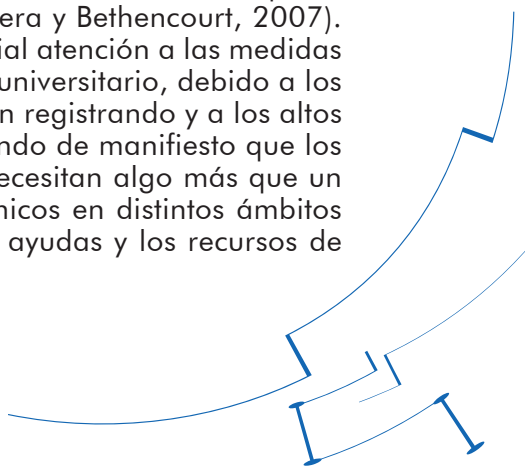 era y Bethencourt, 2007).
ial atención a las medidas
universitario, debido a los
n registrando y a los altos
ndo de manifiesto que los
ecesitan algo más que un
nicos en distintos ámbitos
ayudas y los recursos de